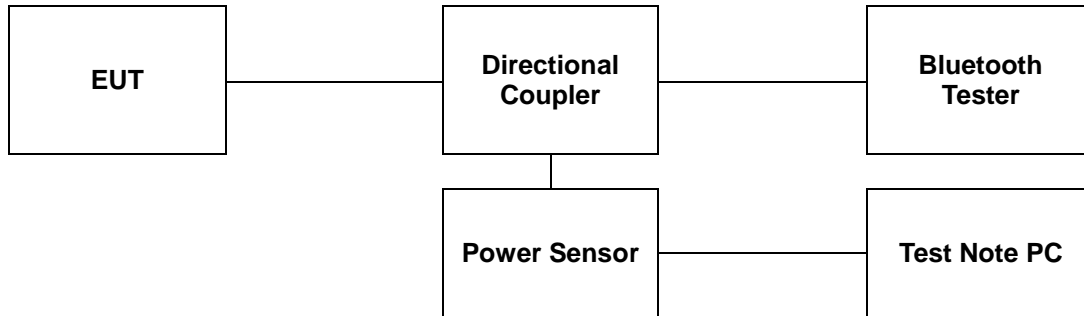 EUT
Directional
Coupler
Bluetooth
Tester
Power Sensor
Test Note PC